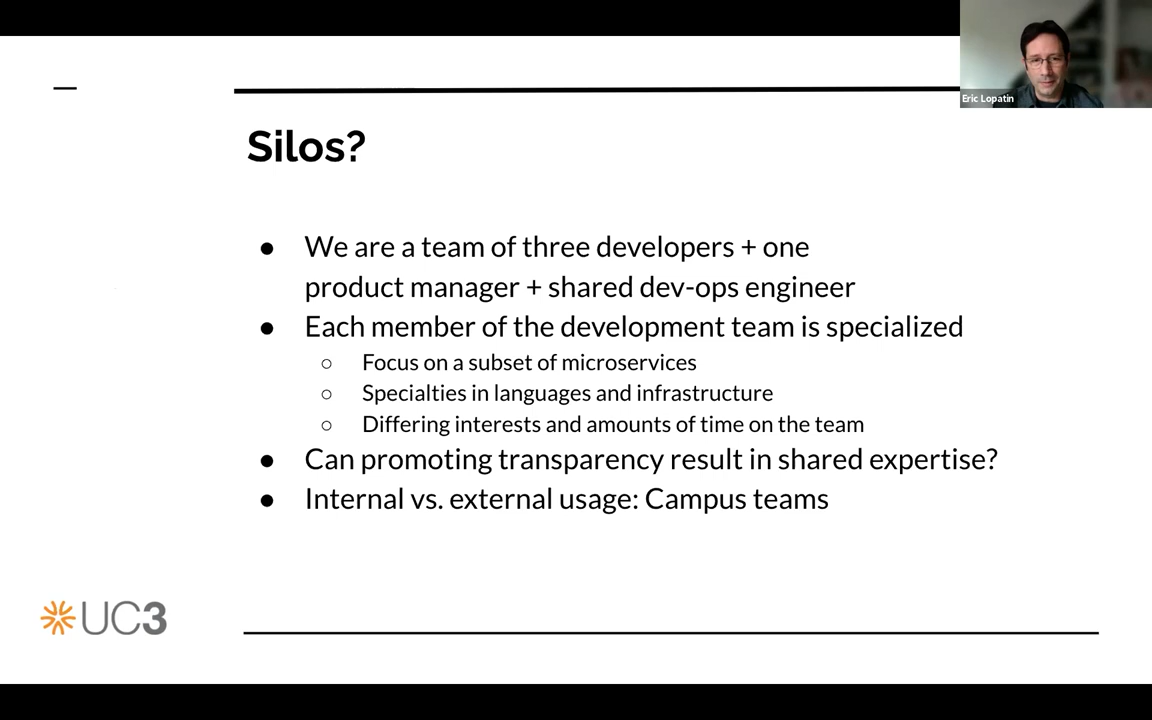 Eric Lopatin
Silos?
● We are a team of three developers + one
product manager + shared dev-ops engineer
● Each member of the development team is specialized
○ Focus on a subset of microservices
○ Specialties in languages and infrastructure
○ Differing interests and amounts of time on the team
● Can promoting transparency result in shared expertise?
● Internal vs. external usage: Campus teams
UC3